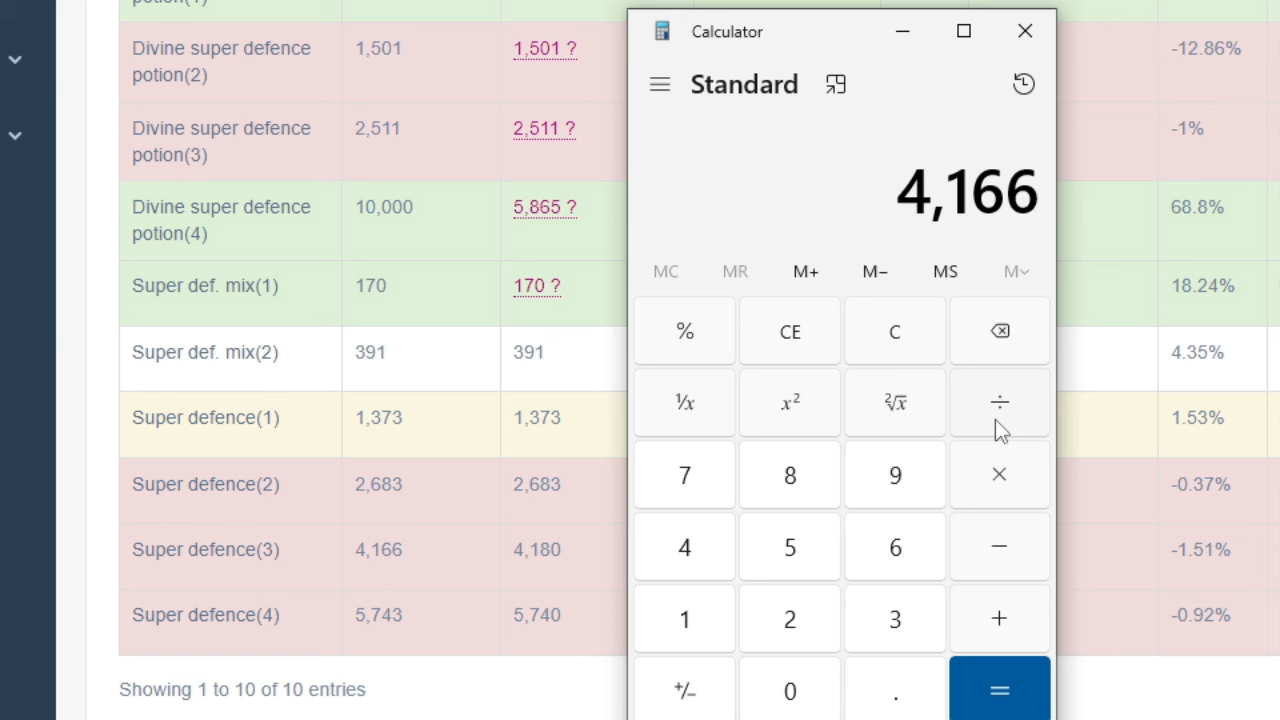 potion(1)
Divine super defence
potion(2)
1,501
1,501 ?
-12.86%
Divine super defence
potion(3)
2,511
2,511 ?
-1%
Divine super defence
potion(4)
10,000
5,865 ?
68.8%
Super def. mix(1)
170
170 ?
18.24%
Super def. mix(2)
391
391
4.35%
Super defence(1)
1,373
1,373
1.53%
Super defence(2)
2,683
2,683
-0.37%
Super defence(3)
4,166
4,180
-1.51%
Super defence(4)
5,743
5,740
-0.92%
Showing 1 to 10 of 10 entries
Calculator
Standard
4,166
MC MR M+ M− MS M
% CE C
1/x x² ²√x ÷
7 8 9 ×
4 5 6 −
1 2 3 +
+/− 0 . =